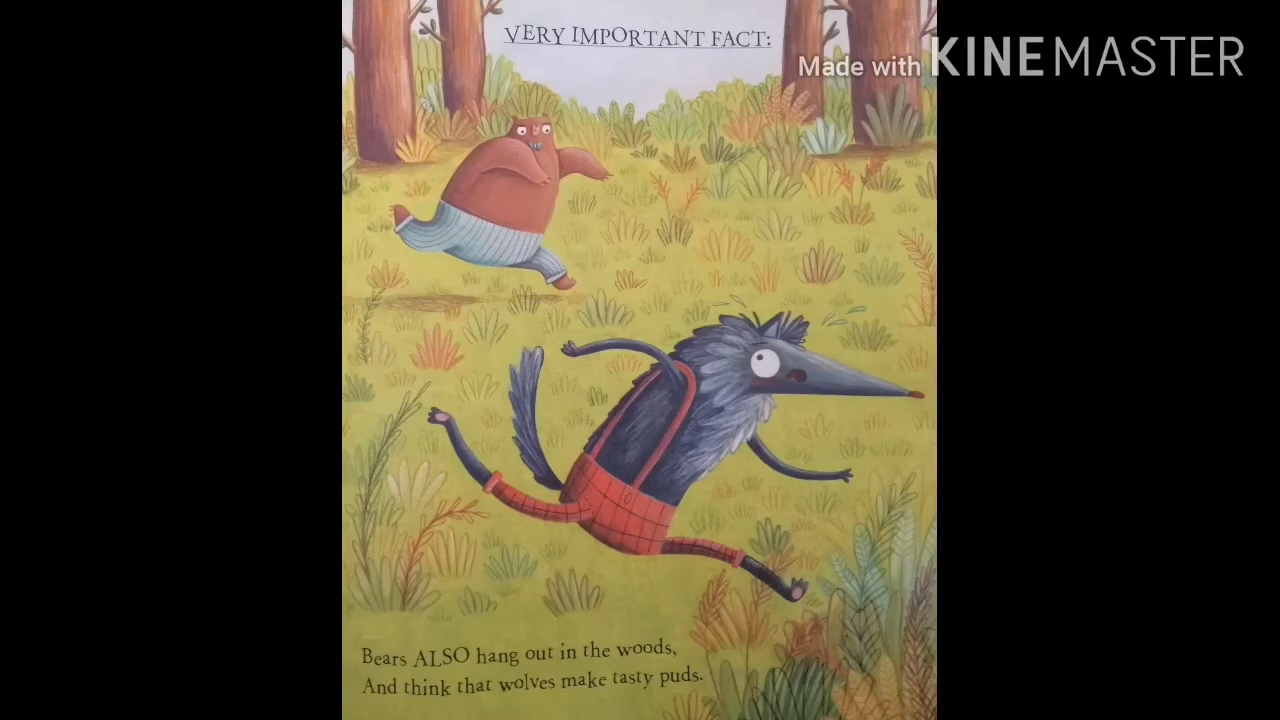 VERY IMPORTANT FACT:
Made with KINEMASTER
Bears ALSO hang out in the woods,
And think that wolves make tasty puds.